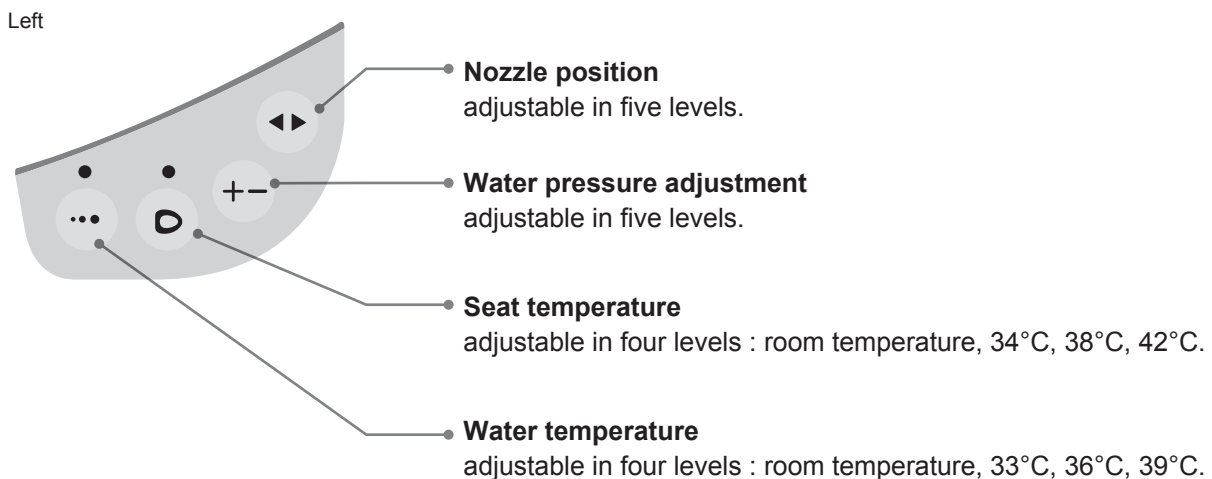 Left
Nozzle position
adjustable in five levels.
Water pressure adjustment
adjustable in five levels.
Seat temperature
adjustable in four levels : room temperature, 34°C, 38°C, 42°C.
Water temperature
adjustable in four levels : room temperature, 33°C, 36°C, 39°C.